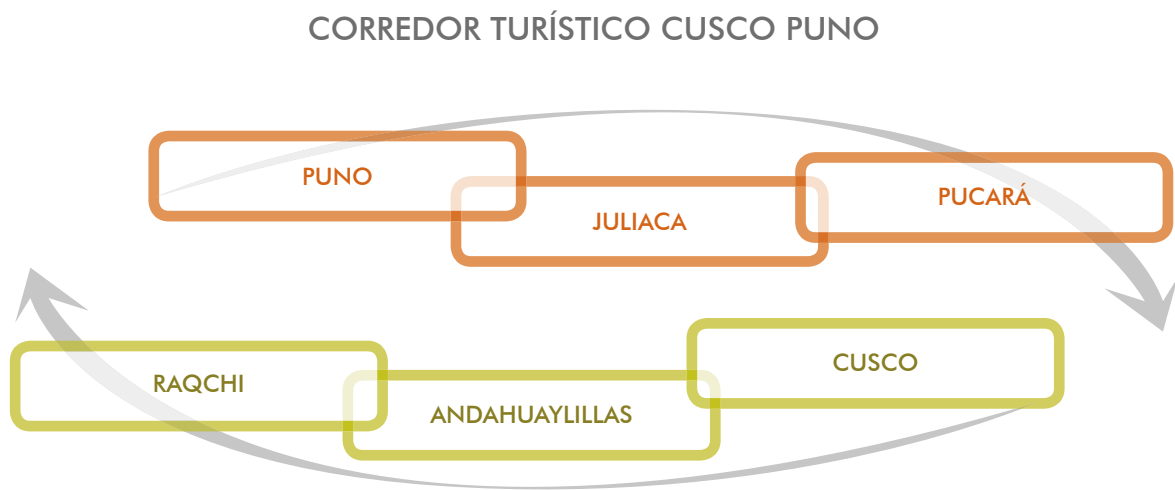 CORREDOR TURÍSTICO CUSCO PUNO
PUNO
JULIACA
PUCARÁ
RAQCHI
ANDAHUAYLILLAS
CUSCO